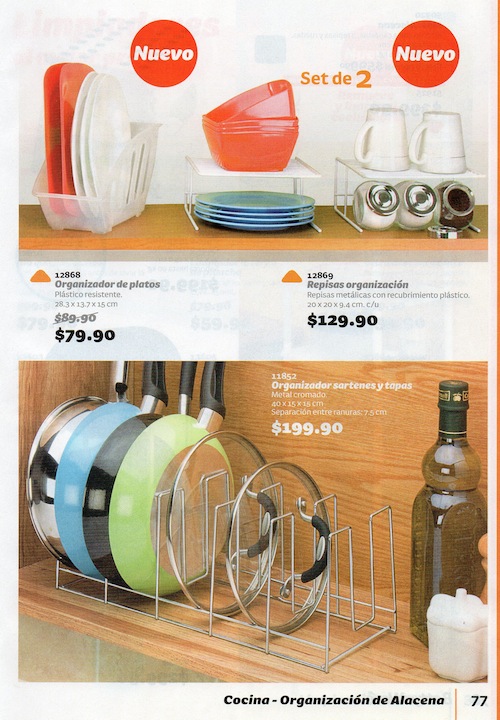 Nuevo
Nuevo
Set de 2
12868
Organizador de platos
Plástico resistente.
28.3 x 13.7 x 15 cm
$89.90
$79.90
12869
Repisas organización
Repisas metálicas con recubrimiento plástico.
20 x 20 x 9.4 cm. c/u
$129.90
11852
Organizador sartenes y tapas
Metal cromado
40 x 15 x 15 cm
Separación entre ranuras: 7.5 cm
$199.90
Cocina - Organización de Alacena 77